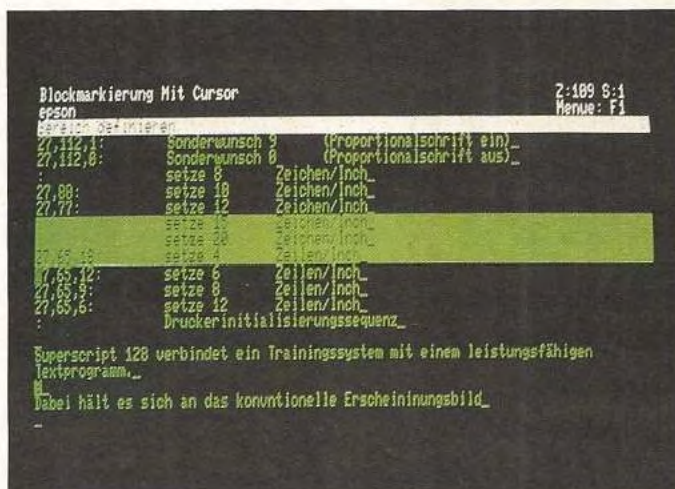 Blockmarkierung Mit Cursor Z:109 S:1
epson Menue: F1
Bereich definieren
27,112,1: Sonderwunsch 9 (Proportionalschrift ein)_
27,112,0: Sonderwunsch 0 (Proportionalschrift aus)_
: setze 8 Zeichen/Inch_
27,80: setze 10 Zeichen/Inch_
27,77: setze 12 Zeichen/Inch_
setze 15 Zeichen/Inch_
setze 20 Zeichen/Inch_
27,65,18 setze 4 Zeilen/Inch_
27,65,12: setze 6 Zeilen/Inch_
27,65,9: setze 8 Zeilen/Inch_
27,65,6: setze 12 Zeilen/Inch_
: Druckerinitialisierungssequenz_
Superscript 128 verbindet ein Trainingssystem mit einem leistungsfähigen
Textprogramm._
Dabei hält es sich an das konvntionelle Erscheininungsbild_